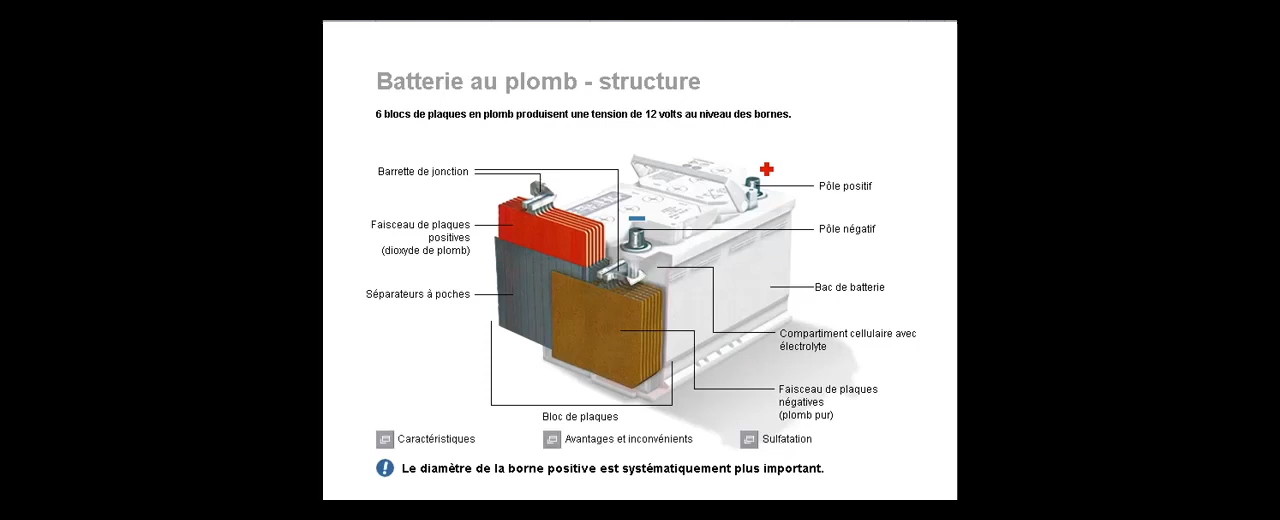 Batterie au plomb - structure
6 blocs de plaques en plomb produisent une tension de 12 volts au niveau des bornes.
Barrette de jonction
Pôle positif
Faisceau de plaques
positives
(dioxyde de plomb)
Pôle négatif
Séparateurs à poches
Bac de batterie
Compartiment cellulaire avec
électrolyte
Faisceau de plaques
négatives
(plomb pur)
Bloc de plaques
Caractéristiques
Avantages et inconvénients
Sulfatation
Le diamètre de la borne positive est systématiquement plus important.